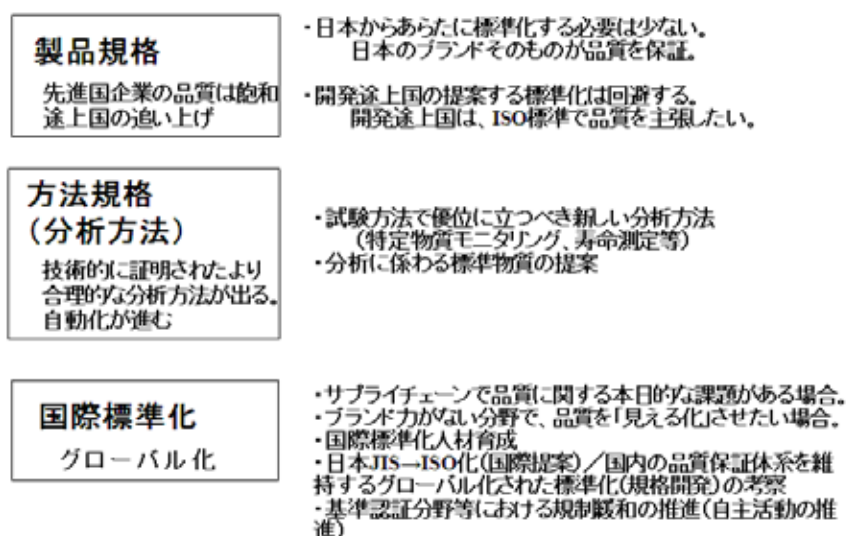 製品規格
先進国企業の品質は飽和
途上国の追い上げ
・日本からあらたに標準化する必要は少ない。
日本のブランドそのものが品質を保証。
・開発途上国の提案する標準化は回避する。
開発途上国は、ISO標準で品質を主張したい。
方法規格
(分析方法)
技術的に証明されたより
合理的な分析方法が出る。
自動化が進む
・試験方法で優位に立つべき新しい分析方法
(特定物質モニタリング、寿命測定等)
・分析に係わる標準物質の提案
国際標準化
グローバル化
・サプライチェーンで品質に関する本目的な課題がある場合。
・ブランド力がない分野で、品質を「見える化」させたい場合。
・国際標準化人材育成
・日本JIS→ISO化(国際提案)/国内の品質保証体系を維
持するグローバル化された標準化(規格開発)の考察
・基準認証分野等における規制緩和の推進(自主活動の推
進)